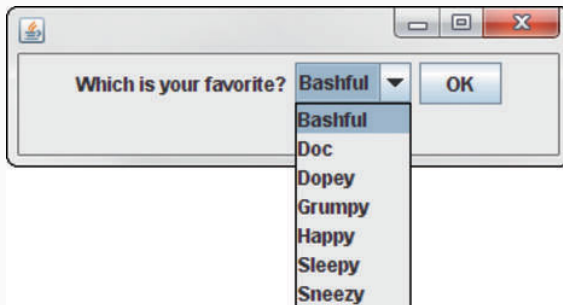 Which is your favorite? Bashful OK
Bashful
Doc
Dopey
Grumpy
Happy
Sleepy
Sneezy